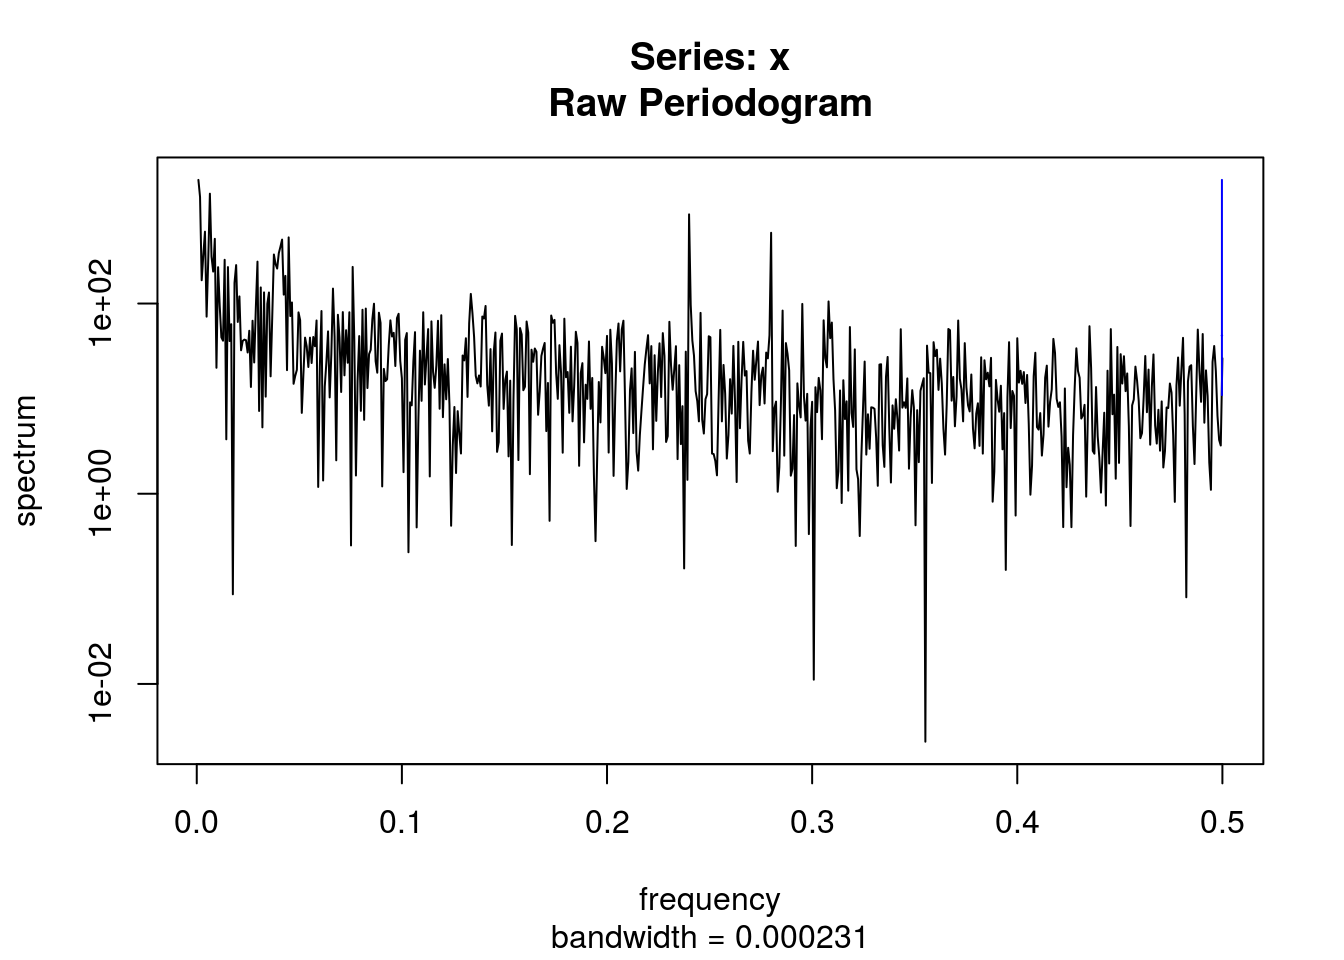 Series: x
Raw Periodogram
spectrum
1e+02
1e+00
1e-02
0.0 0.1 0.2 0.3 0.4 0.5
frequency
bandwidth = 0.000231